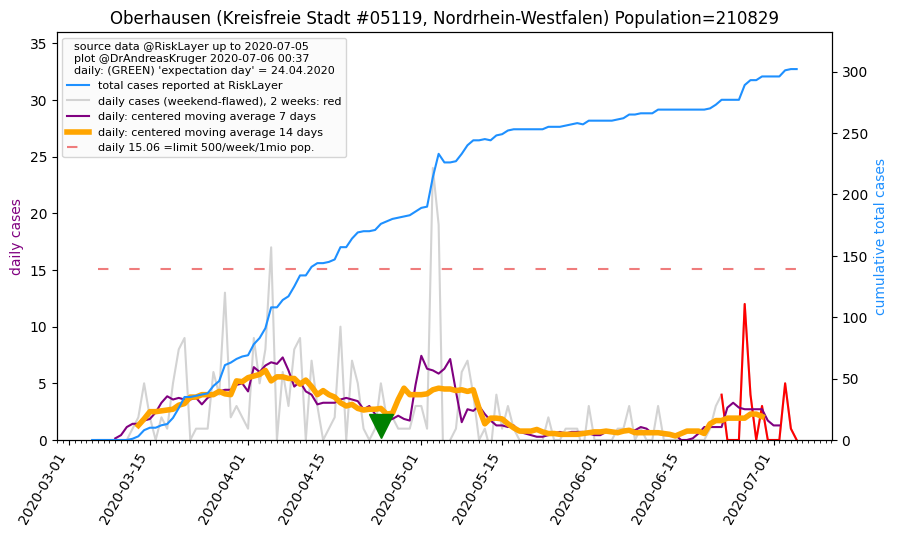 Oberhausen (Kreisfreie Stadt #05119, Nordrhein-Westfalen) Population=210829
source data @RiskLayer up to 2020-07-05
plot @DrAndreasKruger 2020-07-06 00:37
daily: (GREEN) 'expectation day' = 24.04.2020
total cases reported at RiskLayer
daily cases (weekend-flawed), 2 weeks: red
daily: centered moving average 7 days
daily: centered moving average 14 days
daily 15.06 =limit 500/week/1mio pop.
daily cases
35
30
25
20
15
10
5
0
cumulative total cases
300
250
200
150
100
50
0
2020-03-01
2020-03-15
2020-04-01
2020-04-15
2020-05-01
2020-05-15
2020-06-01
2020-06-15
2020-07-01